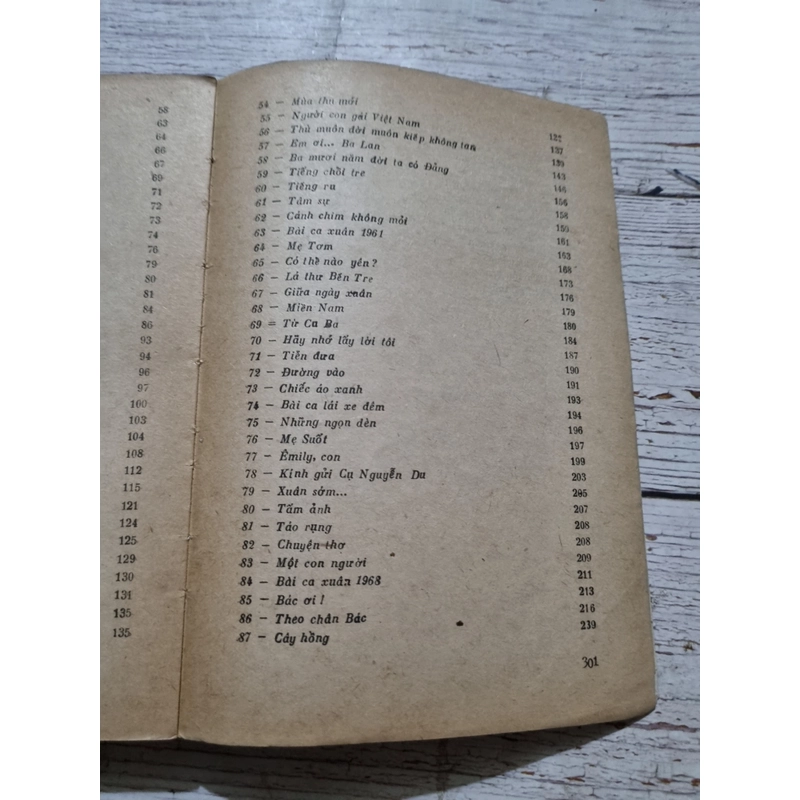 58
63
64
66
67
69
71
72
73
74
76
79
80
81
84
86
93
94
96
97
100
103
104
108
112
115
121
124
125
129
130
131
135
135
54 — Mùa thu mới
55 — Người con gái Việt Nam 137
56 — Thù muôn đời muôn kiếp không tan 139
57 — Em ơi... Ba Lan 143
58 — Ba mươi năm đời ta có Đảng 146
59 — Tiếng chổi tre 156
60 — Tiếng ru 158
61 — Tâm sự 159
62 — Cánh chim không mỏi 161
63 — Bài ca xuân 1961 163
64 — Mẹ Tơm 168
65 — Có thể nào yên? 173
66 — Lá thư Bến Tre 176
67 — Giữa ngày xuân 179
68 — Miền Nam 180
69 = Từ Cu Ba 184
70 — Hãy nhớ lấy lời tôi 187
71 — Tiễn đưa 190
72 — Đường vào 191
73 — Chiếc áo xanh 193
74 — Bài ca lái xe đêm 194
75 — Những ngọn đèn 196
76 — Mẹ Suốt 197
77 — Êmily, con 199
78 — Kính gửi Cụ Nguyễn Du 203
79 — Xuân sớm... 205
80 — Tấm ảnh 207
81 — Táo rụng 208
82 — Chuyện thơ 208
83 — Một con người 209
84 — Bài ca xuân 1968 211
85 — Bác ơi! 213
86 — Theo chân Bác 216
87 — Cây hồng 239
301